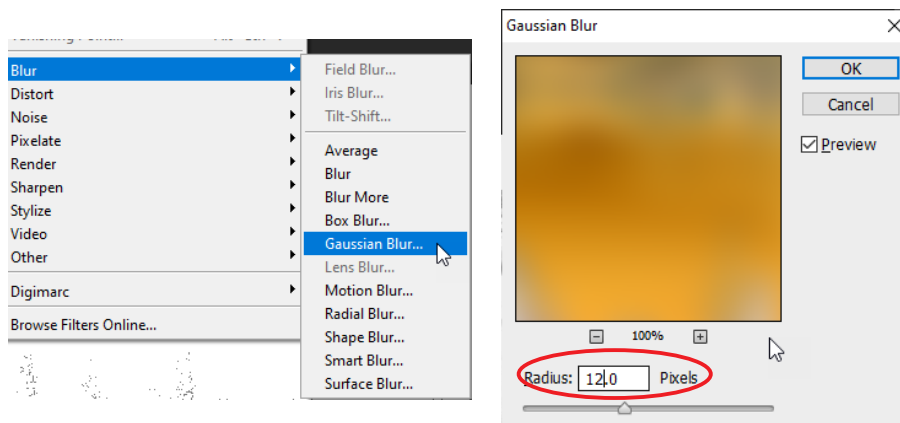 Blur
Distort
Noise
Pixelate
Render
Sharpen
Stylize
Video
Other
Digimarc
Browse Filters Online...
Field Blur...
Iris Blur...
Tilt-Shift...
Average
Blur
Blur More
Box Blur...
Gaussian Blur...
Lens Blur...
Motion Blur...
Radial Blur...
Shape Blur...
Smart Blur...
Surface Blur...
Gaussian Blur
OK
Cancel
Preview
100%
Radius: 12.0 Pixels